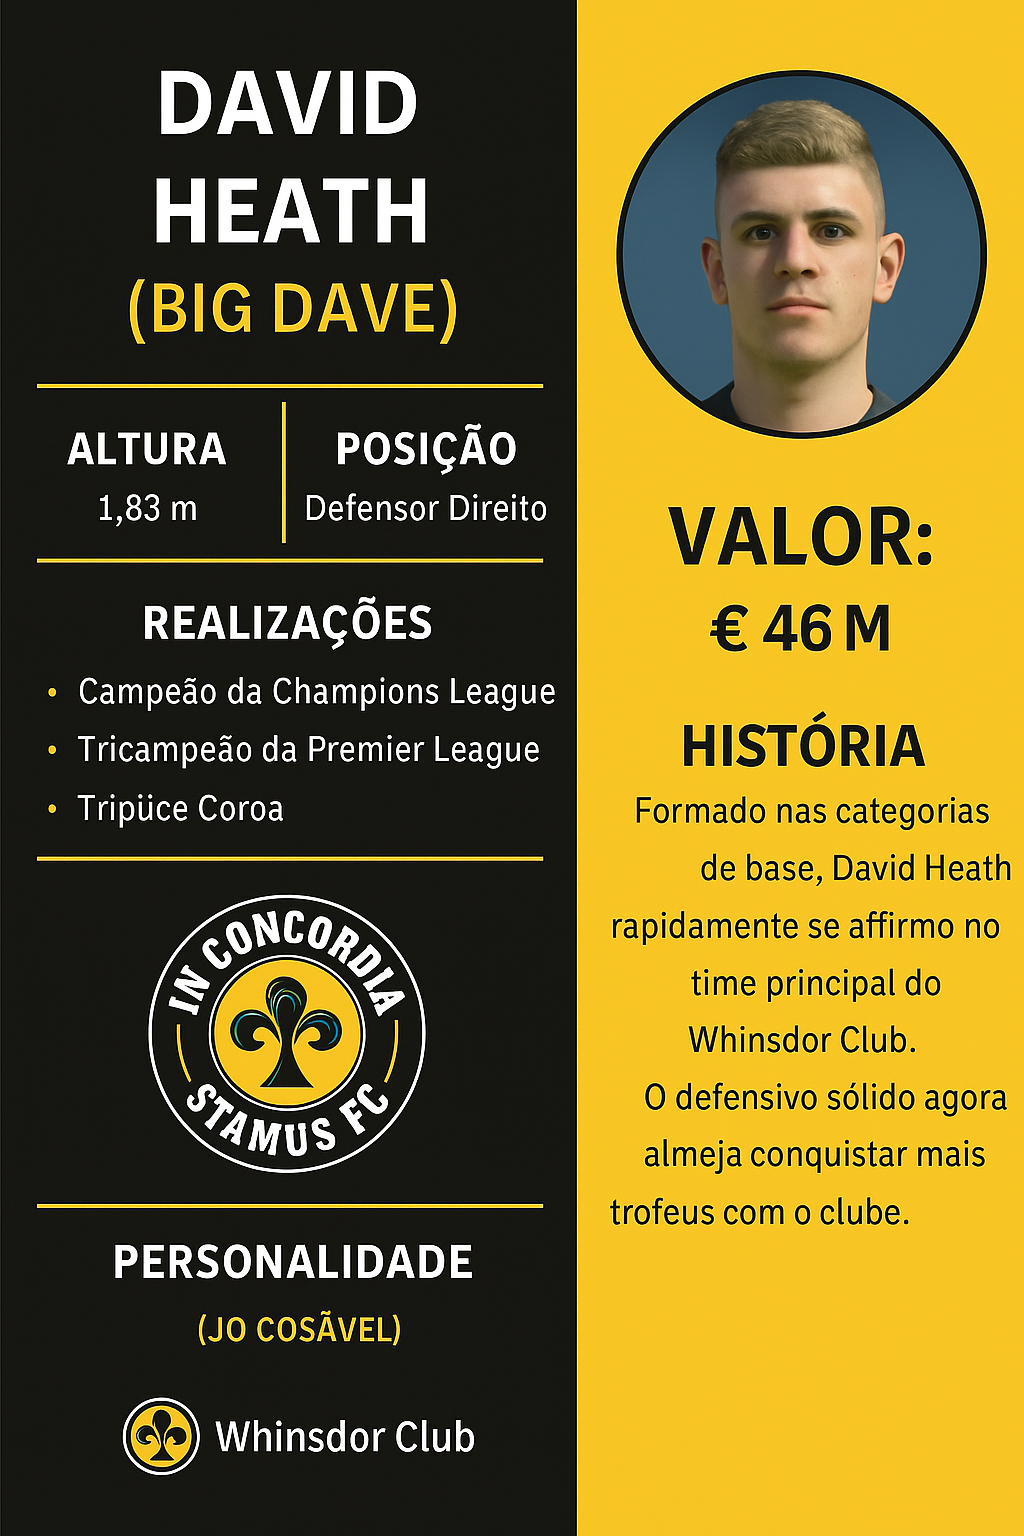 DAVID
HEATH
(BIG DAVE)
ALTURA
1,83 m
POSIÇÃO
Defensor Direito
REALIZAÇÕES
• Campeão da Champions League
• Tricampeão da Premier League
• Tripüce Coroa
IN CONCORDIA
STAMUS FC
PERSONALIDADE
(JO COSÃVEL)
Whinsdor Club
VALOR:
€ 46 M
HISTÓRIA
Formado nas categorias
de base, David Heath
rapidamente se affirmo no
time principal do
Whinsdor Club.
O defensivo sólido agora
almeja conquistar mais
trofeus com o clube.